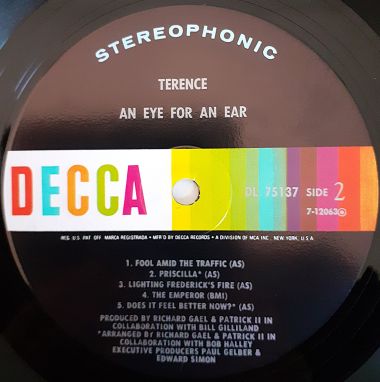 STEREOPHONIC
TERENCE
AN EYE FOR AN EAR
DECCA
DL 75137 SIDE 2
7-12063
REG. U.S. PAT. OFF. MARCA REGISTRADA • MFR'D BY DECCA RECORDS • A DIVISION OF MCA INC. NEW YORK, U.S.A.
1. FOOL AMID THE TRAFFIC (AS)
2. PRISCILLA* (AS)
3. LIGHTING FREDERICK'S FIRE (AS)
4. THE EMPEROR (BMI)
5. DOES IT FEEL BETTER NOW?* (AS)
PRODUCED BY RICHARD GAEL & PATRICK II IN
COLLABORATION WITH BILL GILLILAND
*ARRANGED BY RICHARD GAEL & PATRICK II IN
COLLABORATION WITH BOB HALLEY
EXECUTIVE PRODUCERS PAUL GELBER &
EDWARD SIMON